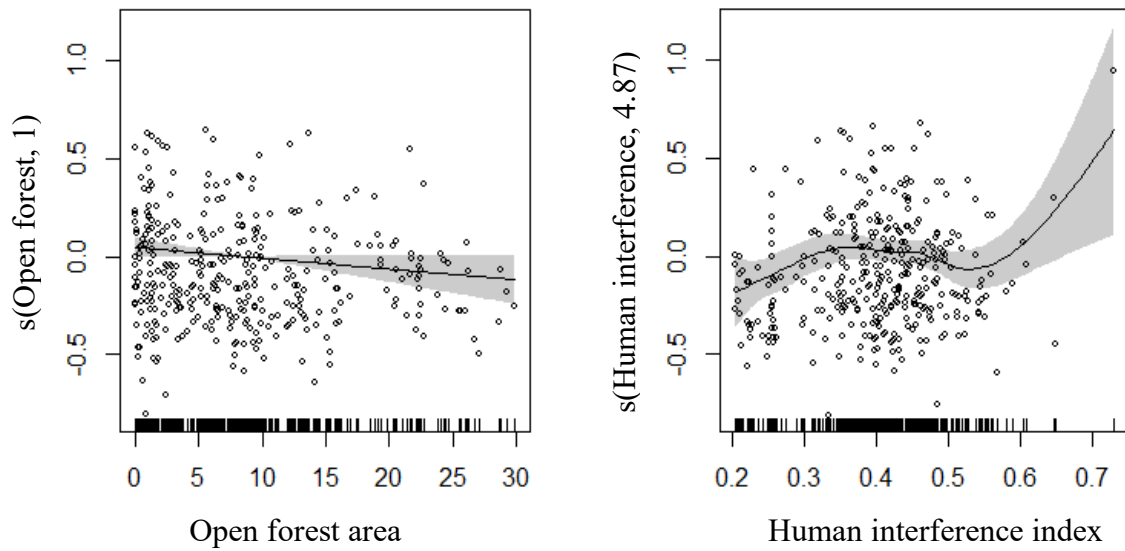 s(Open forest, 1)
1.0
0.5
0.0
-0.5
0 5 10 15 20 25 30
Open forest area
s(Human interference, 4.87)
1.0
0.5
0.0
-0.5
0.2 0.3 0.4 0.5 0.6 0.7
Human interference index